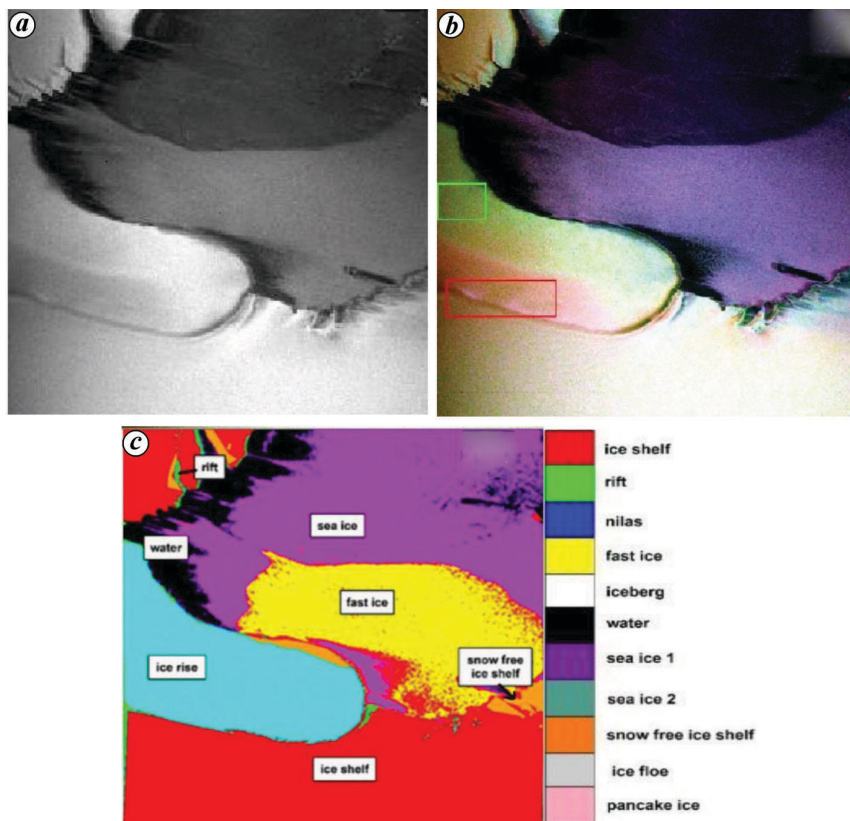 a
b
c
rift
sea ice
water
fast ice
ice rise
snow free
ice shelf
ice shelf
ice shelf
rift
nilas
fast ice
iceberg
water
sea ice 1
sea ice 2
snow free ice shelf
ice floe
pancake ice